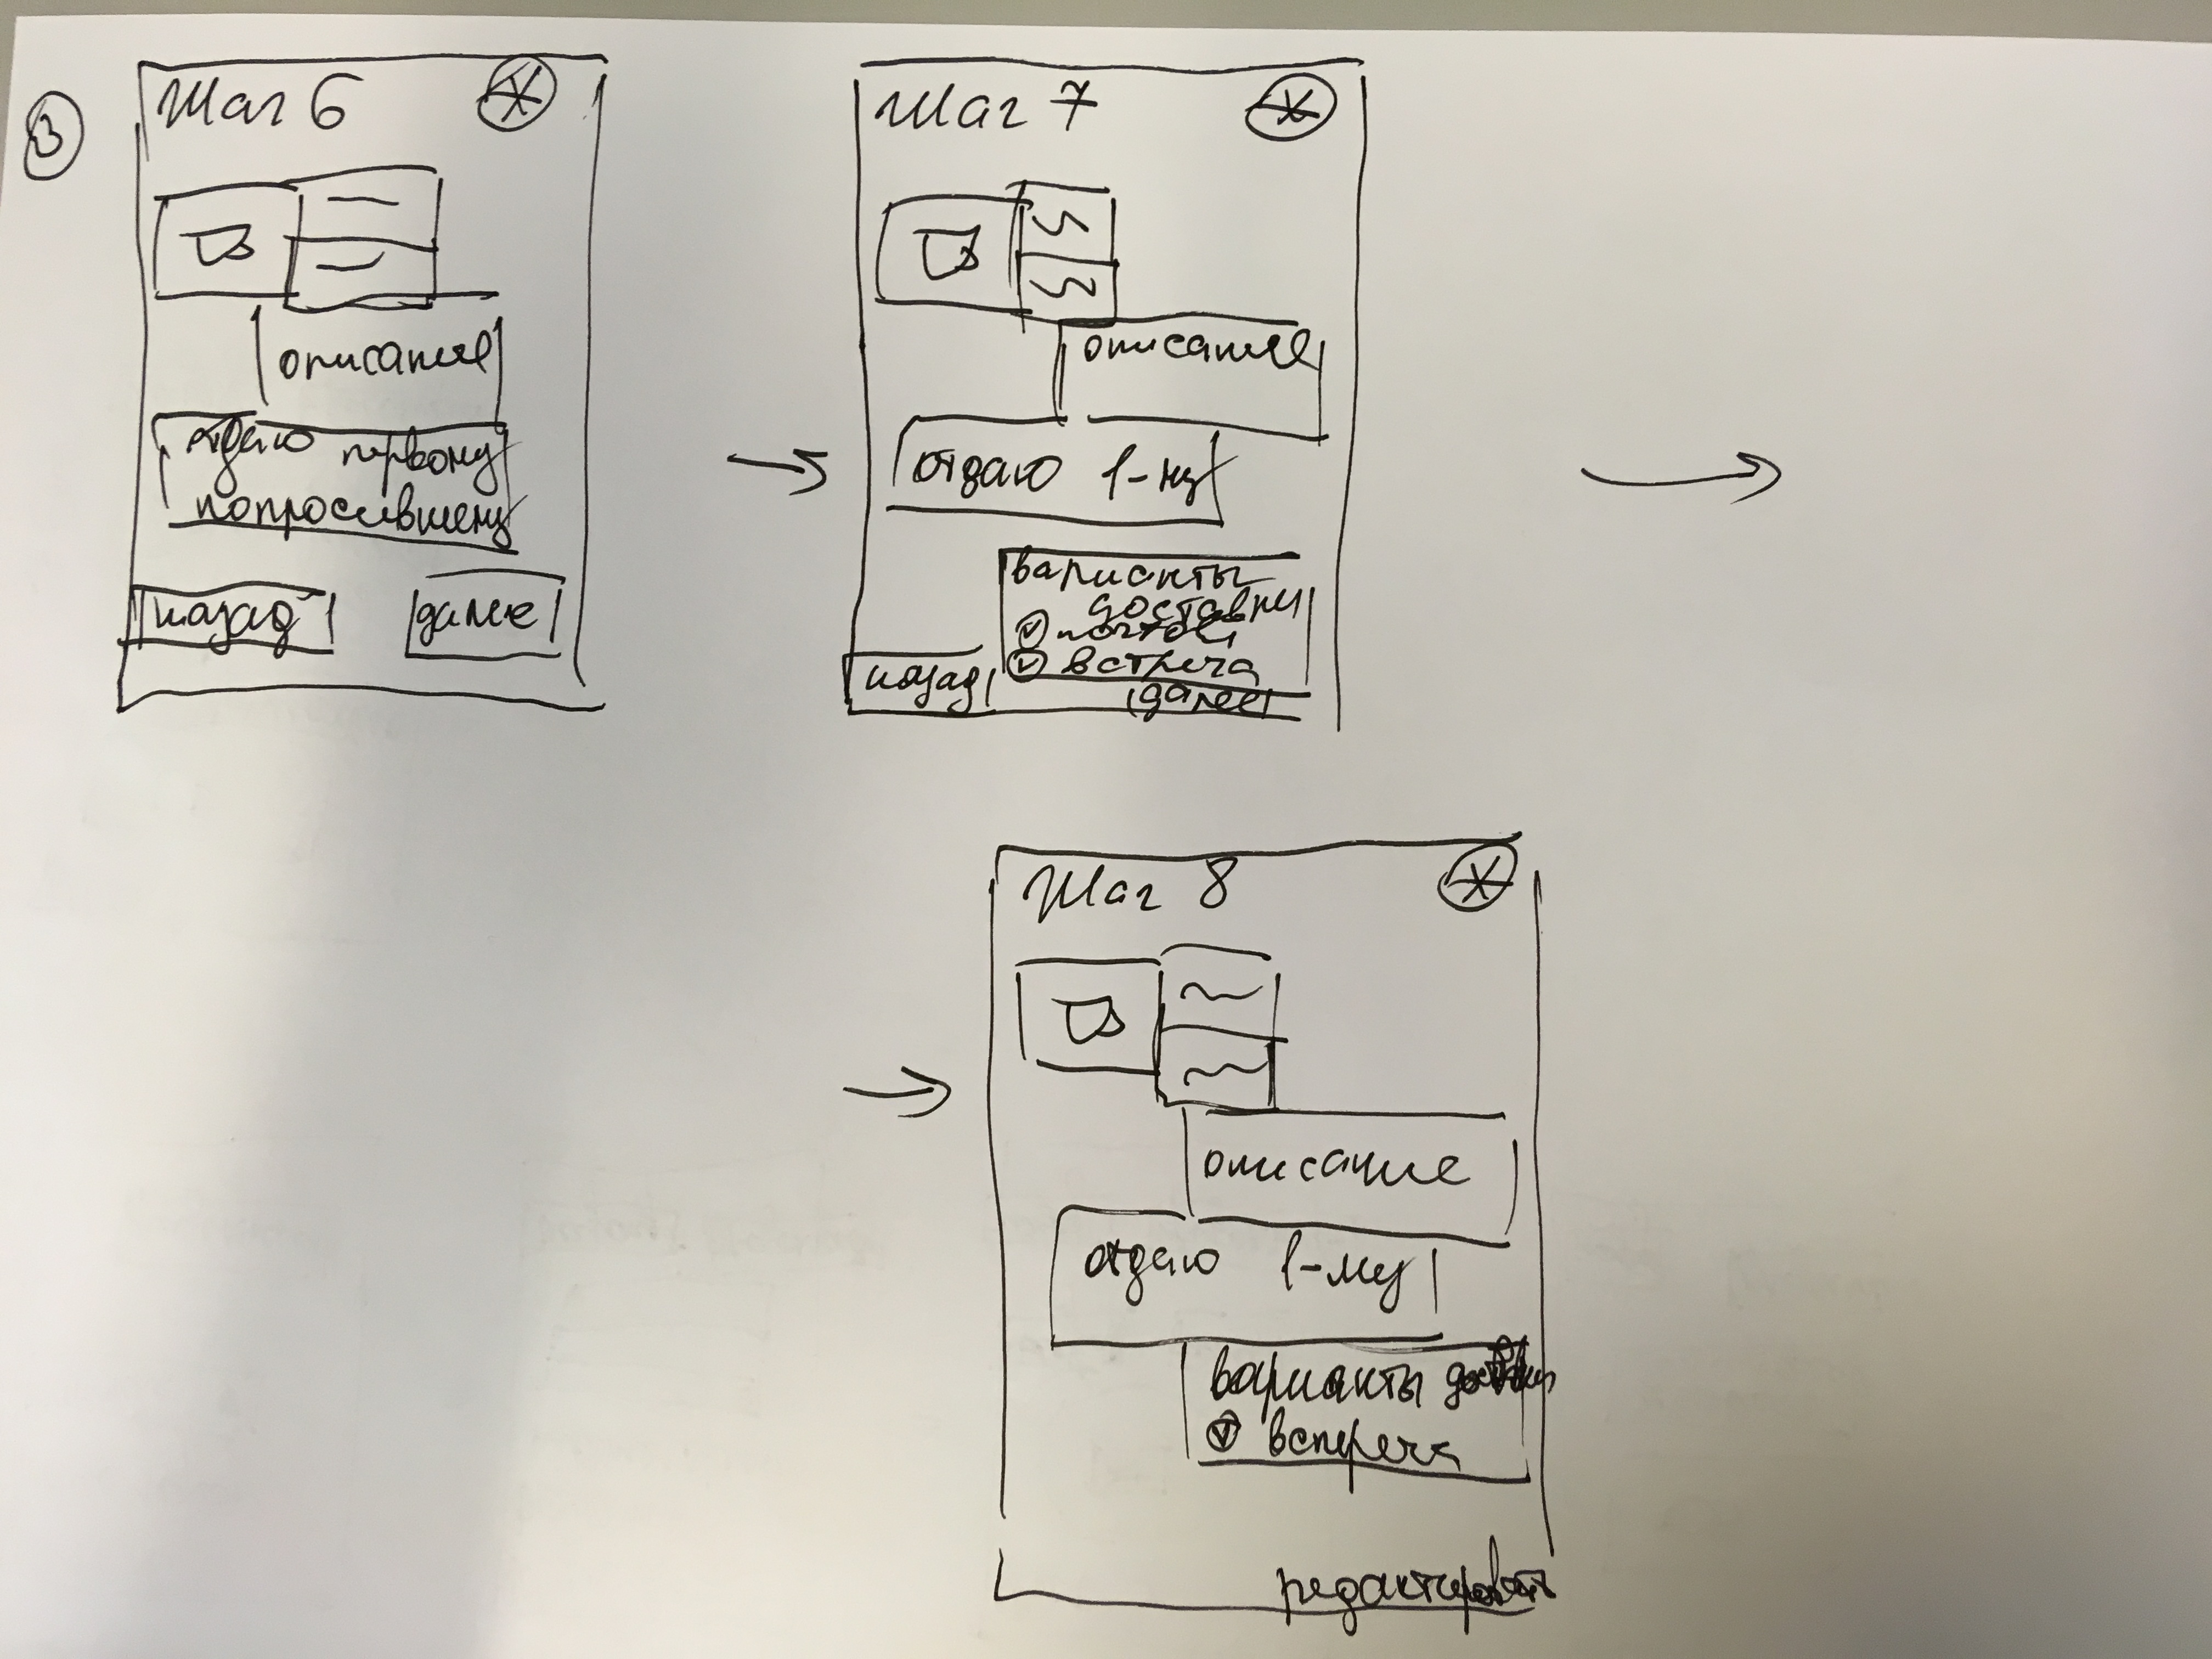 3
Шаг 6
X
описание
отдаю первому
попросившему
назад
далее
Шаг 7
X
описание
отдаю 1-му
варианты
доставки
почтой
встреча
назад
далее
Шаг 8
X
описание
отдаю 1-му
варианты доставки
встреча
редактировать